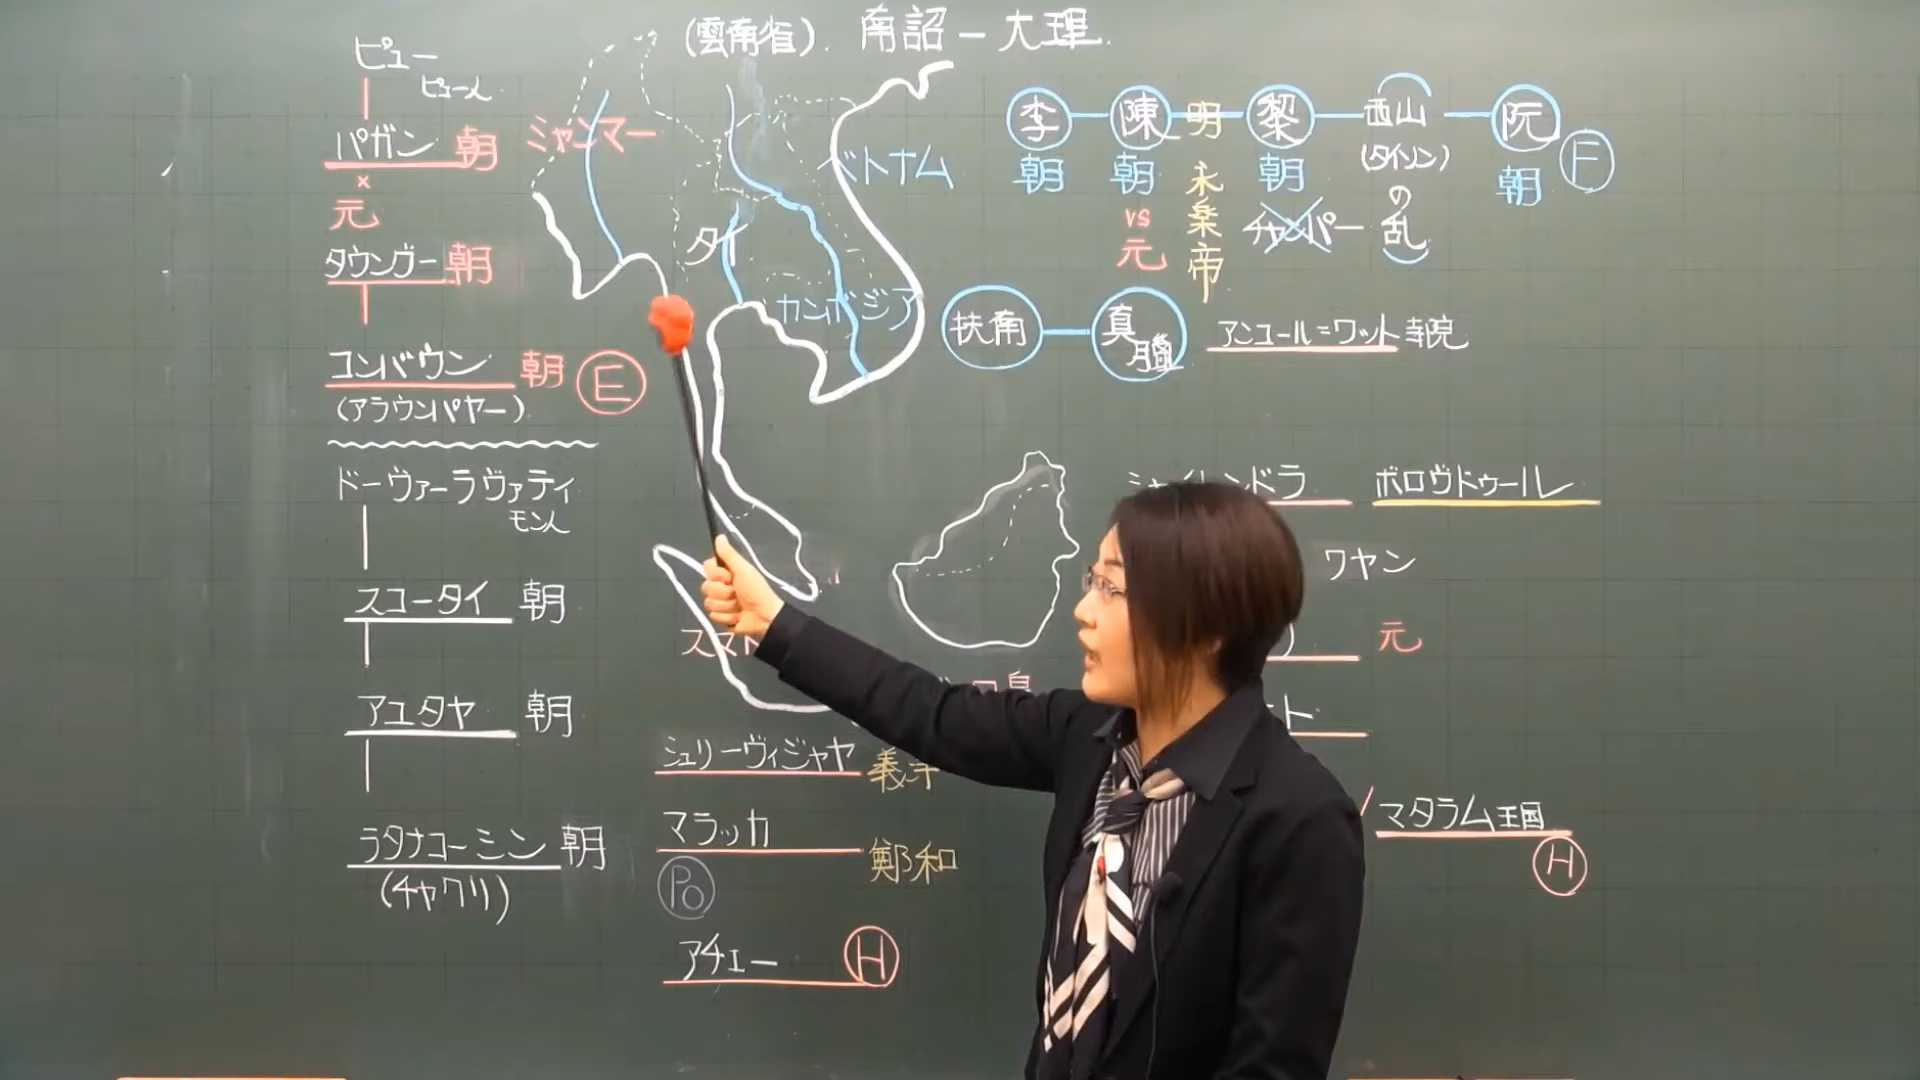 (雲南省) 南詔－大理
ピュー
ピュー人
パガン朝
×
元
タウングー朝
コンバウン朝 Ⓔ
(アラウンパヤー)
ドーヴァーラヴァティ
モン人
スコータイ朝
アユタヤ朝
ラタナコーミン朝
(チャクリ)
ミャンマー
タイ
ベトナム
カンボジア
李朝
陳朝
vs
元
明
永楽帝
黎朝
チャンパー
西山
(タイソン)
の乱
阮朝 Ⓕ
扶南
真臘
アンコール=ワット寺院
ボロヴドゥール
ワヤン
元
マタラム王国
Ⓗ
シュリーヴィジャヤ 義浄
マラッカ 鄭和
Po
アチェー Ⓗ